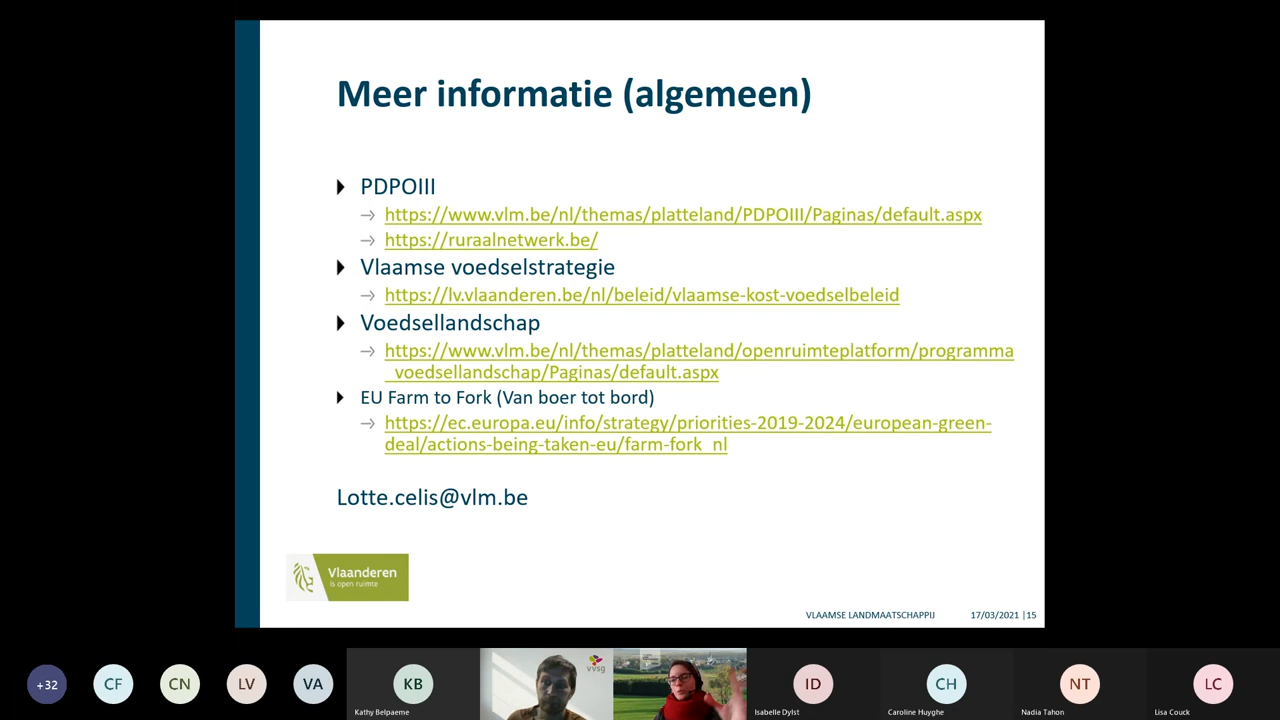 Meer informatie (algemeen)
PDPOIII
https://www.vlm.be/nl/themas/platteland/PDPOIII/Paginas/default.aspx
https://ruraalnetwerk.be/
Vlaamse voedselstrategie
https://lv.vlaanderen.be/nl/beleid/vlaamse-kost-voedselbeleid
Voedsellandschap
https://www.vlm.be/nl/themas/platteland/openruimteplatform/programma
_voedsellandschap/Paginas/default.aspx
EU Farm to Fork (Van boer tot bord)
https://ec.europa.eu/info/strategy/priorities-2019-2024/european-green-
deal/actions-being-taken-eu/farm-fork_nl
Lotte.celis@vlm.be
Vlaanderen
is open ruimte
VLAAMSE LANDMAATSCHAPPIJ 17/03/2021 |15
+32 CF CN LV VA KB vvsg ID CH NT LC
Kathy Belpaeme Isabelle Dylst Caroline Huyghe Nadia Tahon Lisa Couck